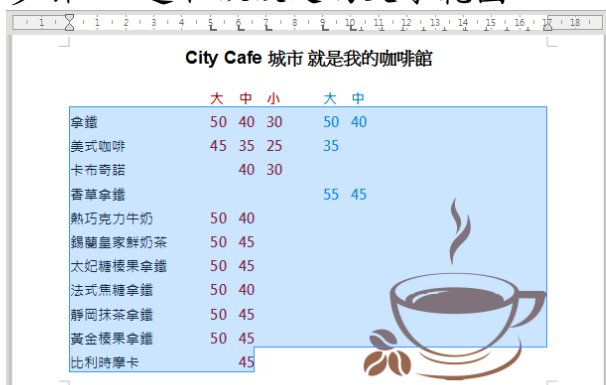 City Cafe 城市 就是我的咖啡館
大 中 小 大 中
拿鐵 50 40 30 50 40
美式咖啡 45 35 25 35
卡布奇諾 40 30
香草拿鐵 55 45
熱巧克力牛奶 50 40
錫蘭皇家鮮奶茶 50 45
太妃糖榛果拿鐵 50 45
法式焦糖拿鐵 50 40
靜岡抹茶拿鐵 50 45
黃金榛果拿鐵 50 45
比利時摩卡 45